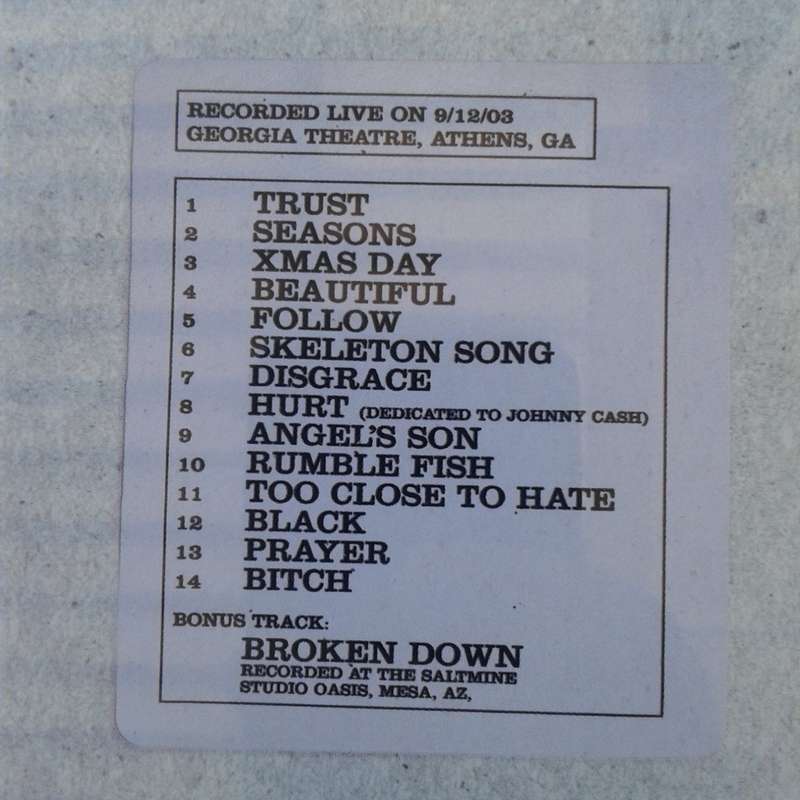 RECORDED LIVE ON 9/12/03
GEORGIA THEATRE, ATHENS, GA
1 TRUST
2 SEASONS
3 XMAS DAY
4 BEAUTIFUL
5 FOLLOW
6 SKELETON SONG
7 DISGRACE
8 HURT (DEDICATED TO JOHNNY CASH)
9 ANGEL'S SON
10 RUMBLE FISH
11 TOO CLOSE TO HATE
12 BLACK
13 PRAYER
14 BITCH
BONUS TRACK:
BROKEN DOWN
RECORDED AT THE SALTMINE
STUDIO OASIS, MESA, AZ,